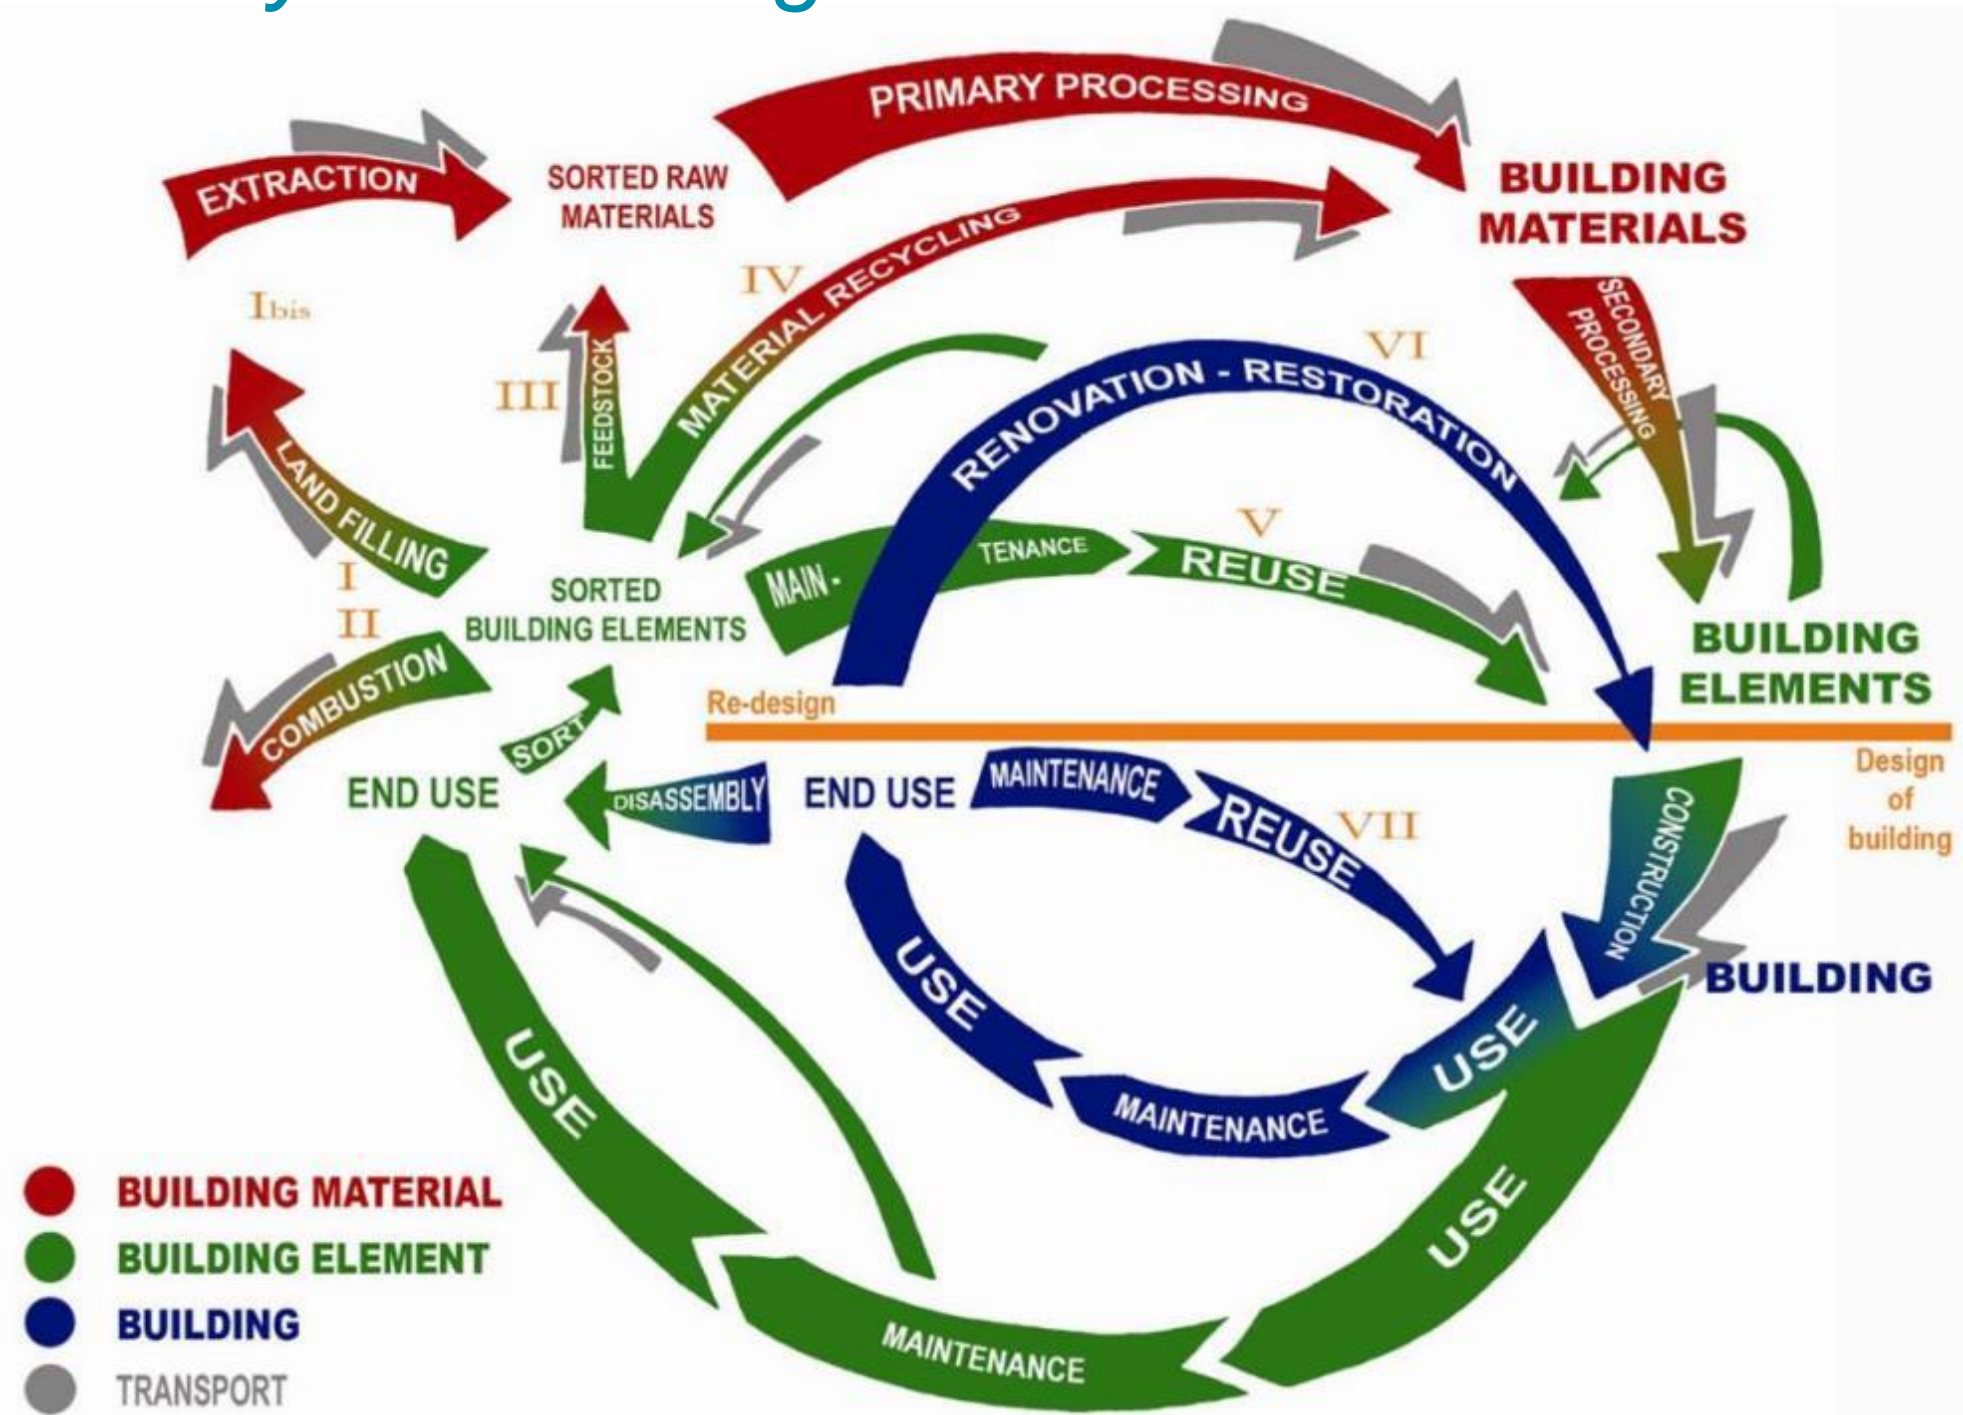 PRIMARY PROCESSING
EXTRACTION
SORTED RAW
MATERIALS
BUILDING
MATERIALS
MATERIAL RECYCLING
IV
Ibis
III
FEEDSTOCK
VI
SECONDARY
PROCESSING
RENOVATION - RESTORATION
LAND FILLING
I
II
V
MAIN-
TENANCE
REUSE
SORTED
BUILDING ELEMENTS
BUILDING
ELEMENTS
COMBUSTION
SORT
Re-design
Design
of
building
END USE
DISASSEMBLY
END USE
MAINTENANCE
REUSE
VII
CONSTRUCTION
BUILDING
USE
USE
MAINTENANCE
USE
USE
MAINTENANCE
BUILDING MATERIAL
BUILDING ELEMENT
BUILDING
TRANSPORT